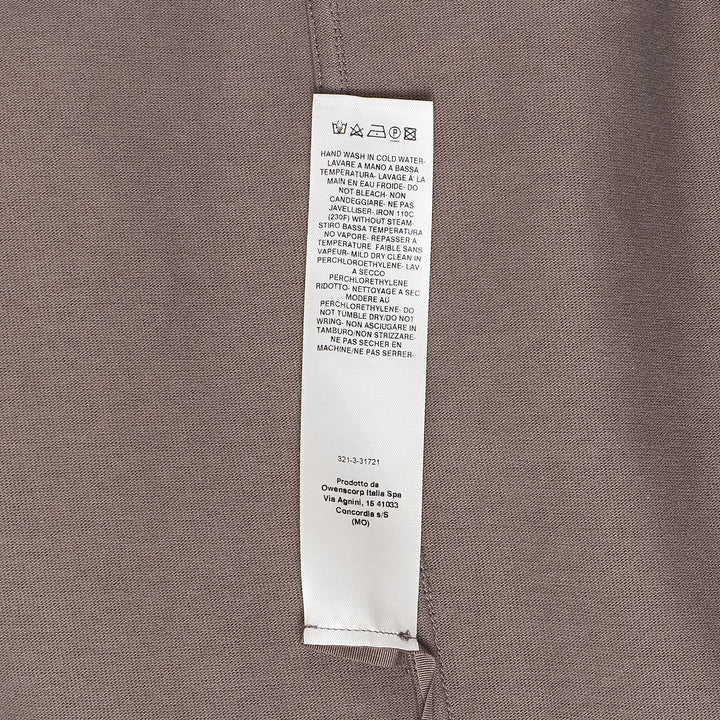 HAND WASH IN COLD WATER-
LAVARE A MANO A BASSA
TEMPERATURA- LAVAGE A' LA
MAIN EN EAU FROIDE- DO
NOT BLEACH- NON
CANDEGGIARE- NE PAS
JAVELLISER- IRON 110C
(230F) WITHOUT STEAM-
STIRO BASSA TEMPERATURA
NO VAPORE- REPASSER A
TEMPERATURE FAIBLE SANS
VAPEUR- MILD DRY CLEAN IN
PERCHLOROETHYLENE- LAV
A SECCO
PERCHLORETHYLENE
RIDOTTO- NETTOYAGE A SEC
MODERE AU
PERCHLORETHYLENE- DO
NOT TUMBLE DRY/DO NOT
WRING- NON ASCIUGARE IN
TAMBURO/NON STRIZZARE-
NE PAS SECHER EN
MACHINE/NE PAS SERRER-
321-3-31721
Prodotto da
Owenscorp Italia Spa
Via Agnini, 15 41033
Concordia s/S
(MO)